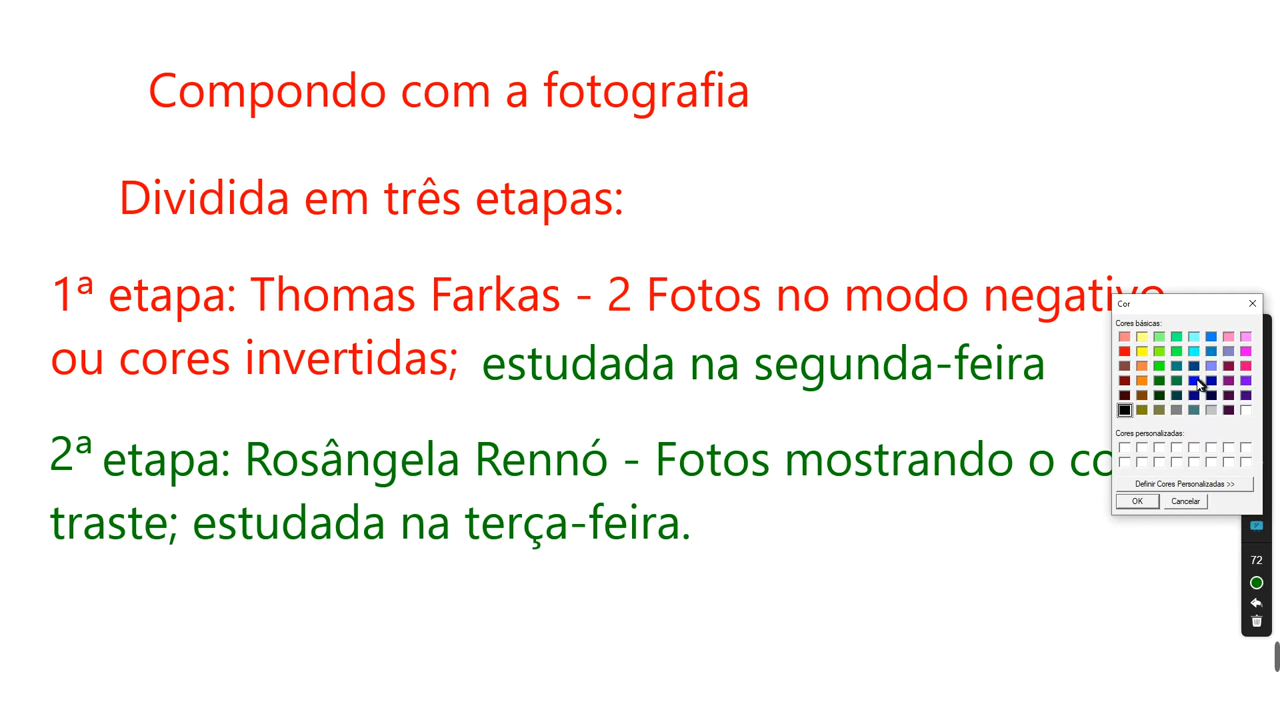 Compondo com a fotografia
Dividida em três etapas:
1ª etapa: Thomas Farkas - 2 Fotos no modo negativo
ou cores invertidas; estudada na segunda-feira
2ª etapa: Rosângela Rennó - Fotos mostrando o co
traste; estudada na terça-feira.
Cor
Cores básicas:
Cores personalizadas:
Definir Cores Personalizadas >>
OK Cancelar
72